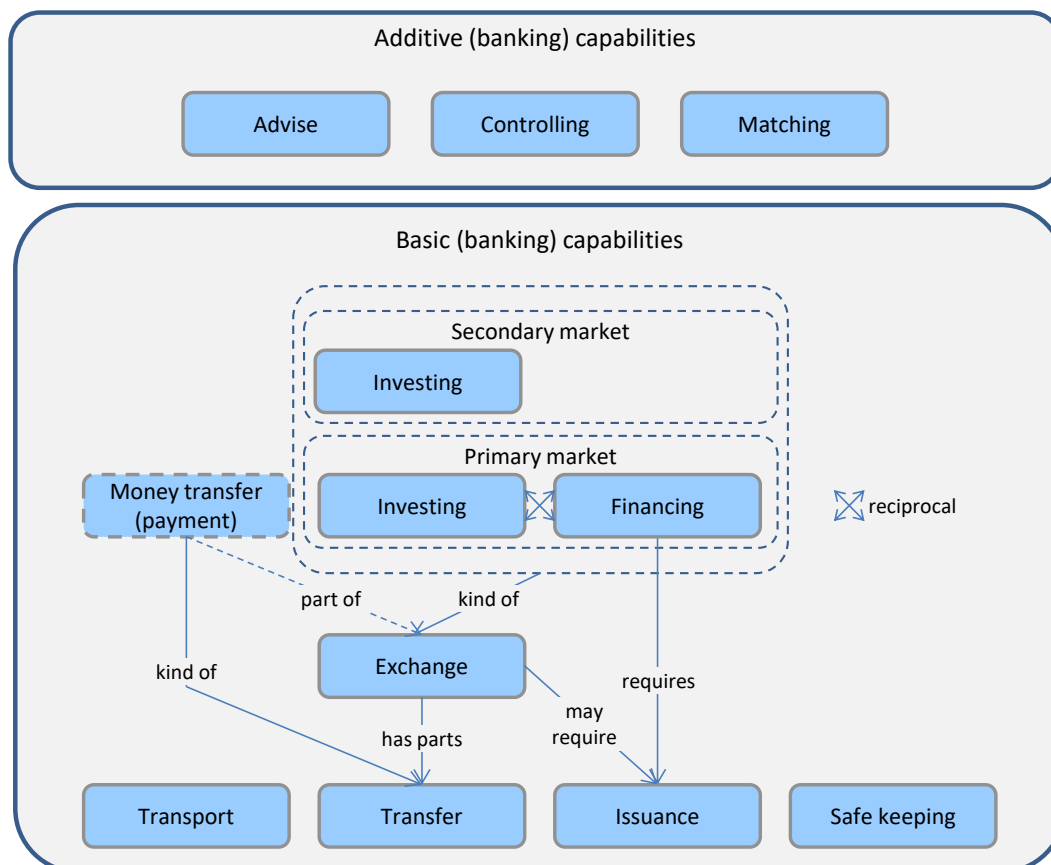 Additive (banking) capabilities
Advise
Controlling
Matching
Basic (banking) capabilities
Secondary market
Investing
Primary market
Money transfer
(payment)
Investing
Financing
reciprocal
part of
kind of
kind of
Exchange
requires
may
require
has parts
Transport
Transfer
Issuance
Safe keeping